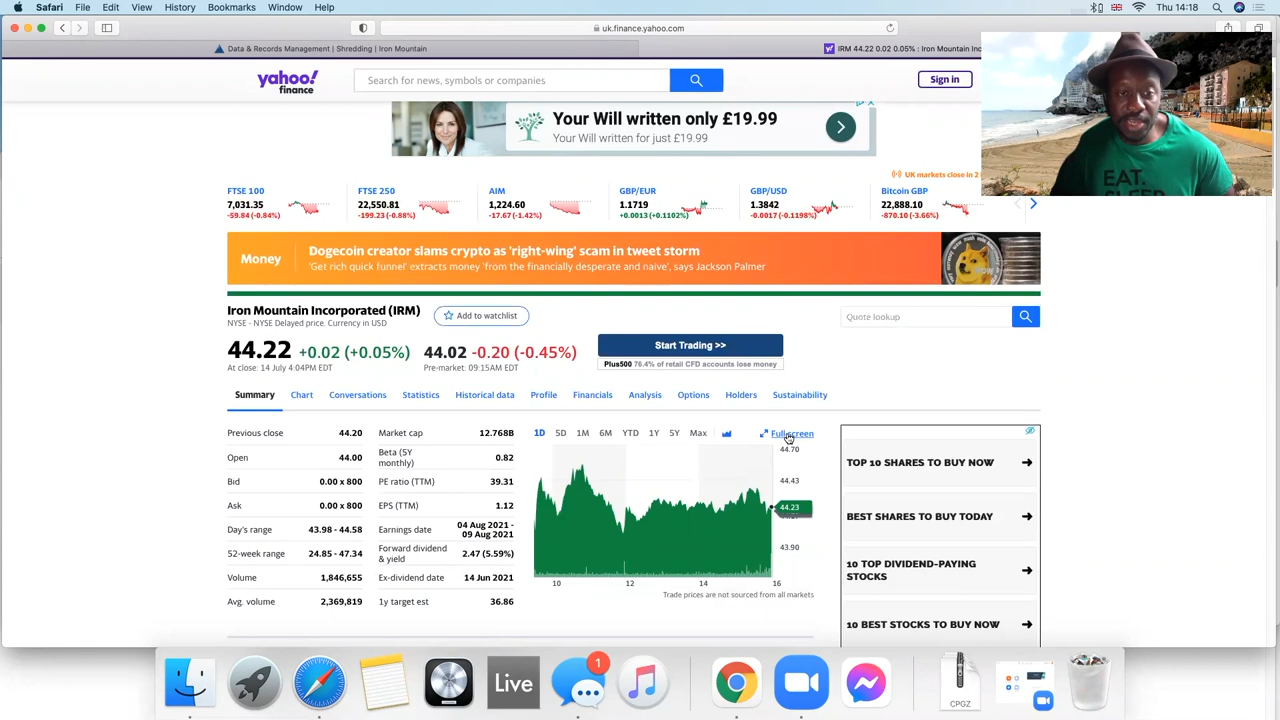 Safari File Edit View History Bookmarks Window Help Thu 14:18
uk.finance.yahoo.com
Data & Records Management | Shredding | Iron Mountain
IRM 44.22 0.02 0.05% : Iron Mountain Inc
yahoo!
finance
Search for news, symbols or companies
Sign in
Your Will written only £19.99
Your Will written for just £19.99
EAT.
SLEEP
UK markets close in 2
FTSE 100 FTSE 250 AIM GBP/EUR GBP/USD Bitcoin GBP
7,031.35 22,550.81 1,224.60 1.1719 1.3842 22,888.10
-59.84 (-0.84%) -199.23 (-0.88%) -17.67 (-1.42%) +0.0013 (+0.1102%) -0.0017 (-0.1198%) -870.10 (-3.66%)
Money
Dogecoin creator slams crypto as 'right-wing' scam in tweet storm
'Get rich quick funnel' extracts money 'from the financially desperate and naive', says Jackson Palmer
Iron Mountain Incorporated (IRM)
Add to watchlist
NYSE - NYSE Delayed price. Currency in USD
Quote lookup
44.22 +0.02 (+0.05%) 44.02 -0.20 (-0.45%)
At close: 14 July 4:04PM EDT Pre-market: 09:15AM EDT
Start Trading >>
Plus500 76.4% of retail CFD accounts lose money
Summary Chart Conversations Statistics Historical data Profile Financials Analysis Options Holders Sustainability
Previous close 44.20
Open 44.00
Bid 0.00 x 800
Ask 0.00 x 800
Day's range 43.98 - 44.58
52-week range 24.85 - 47.34
Volume 1,846,655
Avg. volume 2,369,819
Market cap 12.768B
Beta (5Y
monthly) 0.82
PE ratio (TTM) 39.31
EPS (TTM) 1.12
Earnings date 04 Aug 2021 -
09 Aug 2021
Forward dividend
& yield 2.47 (5.59%)
Ex-dividend date 14 Jun 2021
1y target est 36.86
1D 5D 1M 6M YTD 1Y 5Y Max Full screen
44.70
44.43
44.23
43.90
10 12 14 16
Trade prices are not sourced from all markets
TOP 10 SHARES TO BUY NOW
BEST SHARES TO BUY TODAY
10 TOP DIVIDEND-PAYING
STOCKS
10 BEST STOCKS TO BUY NOW
Live
1
CPGZ